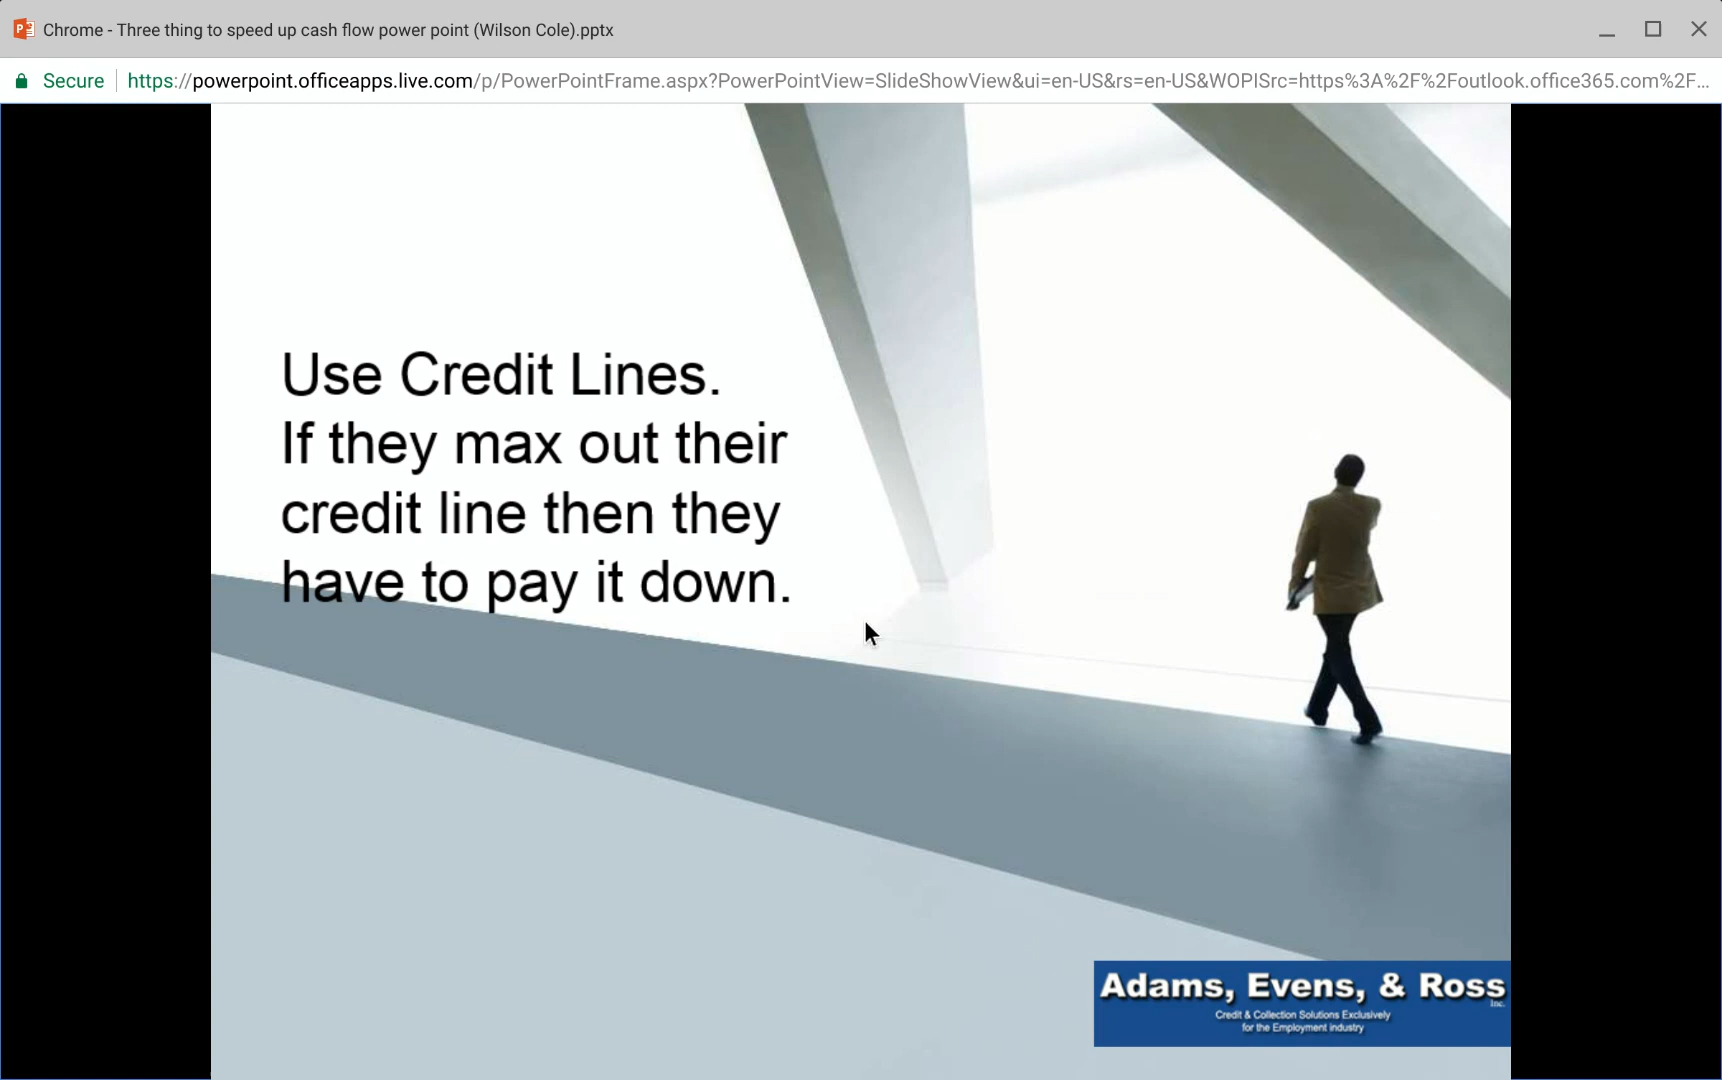 Chrome - Three thing to speed up cash flow power point (Wilson Cole).pptx
Secure https://powerpoint.officeapps.live.com/p/PowerPointFrame.aspx?PowerPointView=SlideShowView&ui=en-US&rs=en-US&WOPISrc=https%3A%2F%2Foutlook.office365.com%2F...
Use Credit Lines.
If they max out their
credit line then they
have to pay it down.
Adams, Evens, & Ross
Inc.
Credit & Collection Solutions Exclusively
for the Employment industry